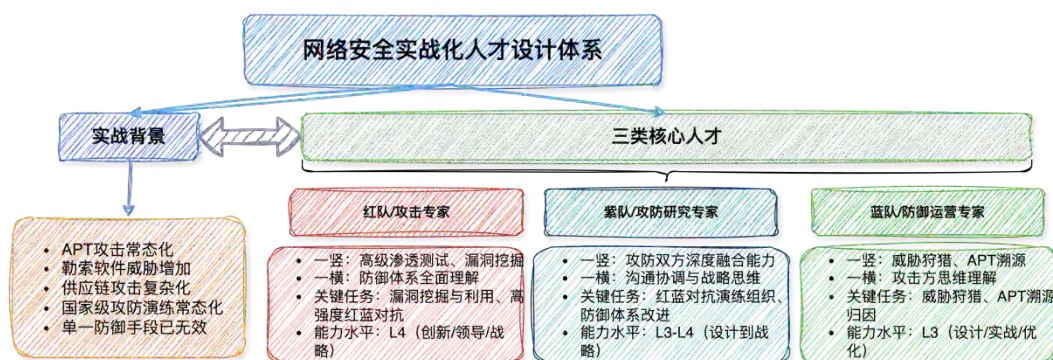 网络安全实战化人才设计体系
实战背景
三类核心人才
• APT攻击常态化
• 勒索软件威胁增加
• 供应链攻击复杂化
• 国家级攻防演练常态化
• 单一防御手段已无效
红队/攻击专家
• 一竖：高级渗透测试、漏洞挖掘
• 一横：防御体系全面理解
• 关键任务：漏洞挖掘与利用、高
强度红蓝对抗
• 能力水平：L4（创新/领导/战
略）
紫队/攻防研究专家
• 一竖：攻防双方深度融合能力
• 一横：沟通协调与战略思维
• 关键任务：红蓝对抗演练组织、
防御体系改进
• 能力水平：L3-L4（设计到战
略）
蓝队/防御运营专家
• 一竖：威胁狩猎、APT溯源
• 一横：攻击方思维理解
• 关键任务：威胁狩猎、APT溯源
归因
• 能力水平：L3（设计/实战/优
化）